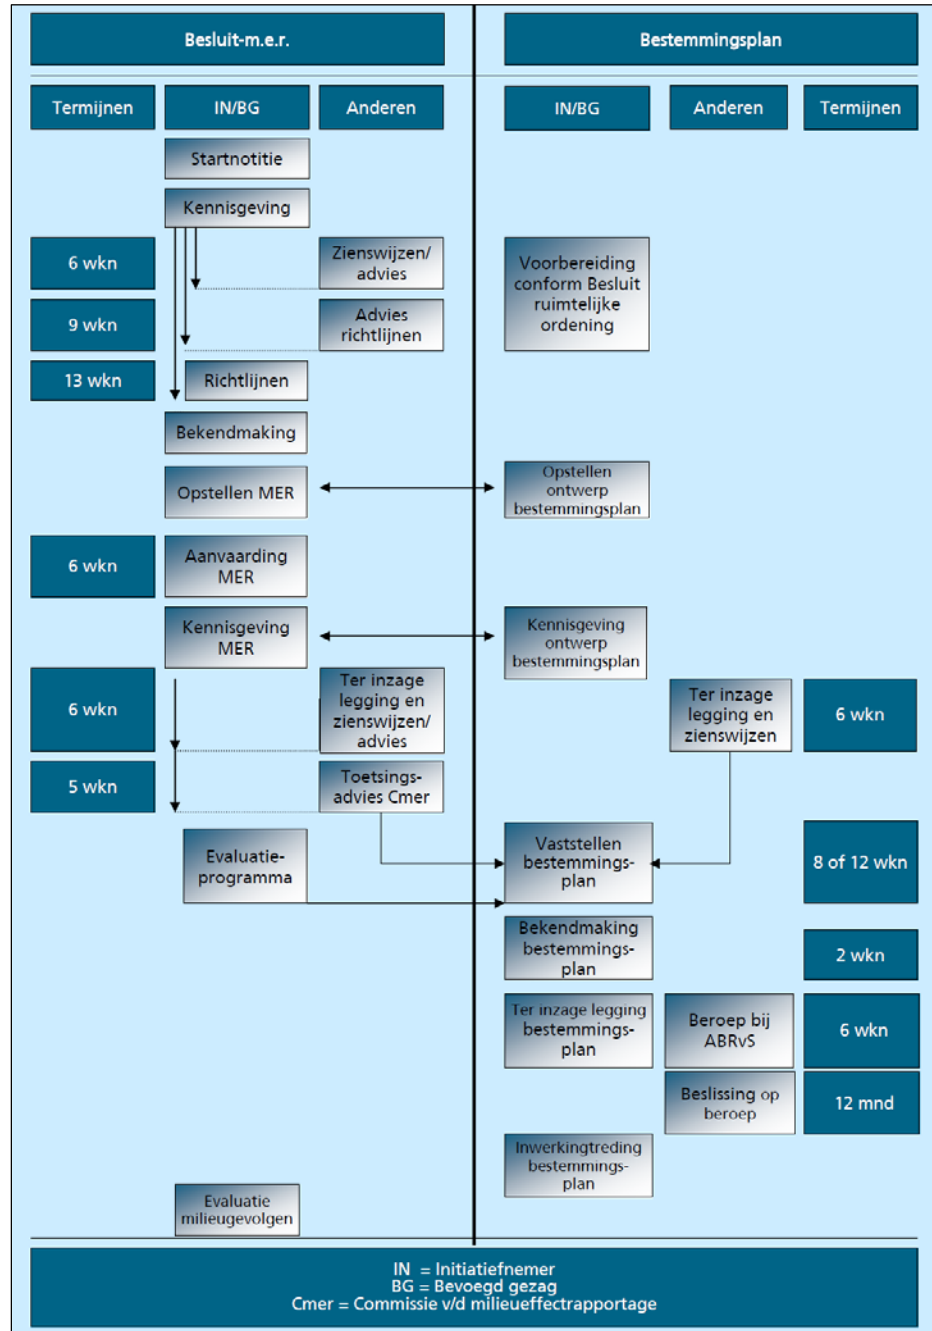 Besluit-m.e.r.
Bestemmingsplan
Termijnen
IN/BG
Anderen
IN/BG
Anderen
Termijnen
Startnotitie
Kennisgeving
6 wkn
Zienswijzen/
advies
Voorbereiding
conform Besluit
ruimtelijke
ordening
9 wkn
Advies
richtlijnen
13 wkn
Richtlijnen
Bekendmaking
Opstellen MER
Opstellen
ontwerp
bestemmingsplan
6 wkn
Aanvaarding
MER
Kennisgeving
MER
Kennisgeving
ontwerp
bestemmingsplan
6 wkn
Ter inzage
legging en
zienswijzen/
advies
Ter inzage
legging en
zienswijzen
6 wkn
5 wkn
Toetsings-
advies Cmer
Evaluatie-
programma
Vaststellen
bestemmings-
plan
8 of 12 wkn
Bekendmaking
bestemmings-
plan
2 wkn
Ter inzage legging
bestemmings-
plan
Beroep bij
ABRvS
6 wkn
Beslissing op
beroep
12 mnd
Inwerkingtreding
bestemmings-
plan
Evaluatie
milieugevolgen
IN = Initiatiefnemer
BG = Bevoegd gezag
Cmer = Commissie v/d milieueffectrapportage